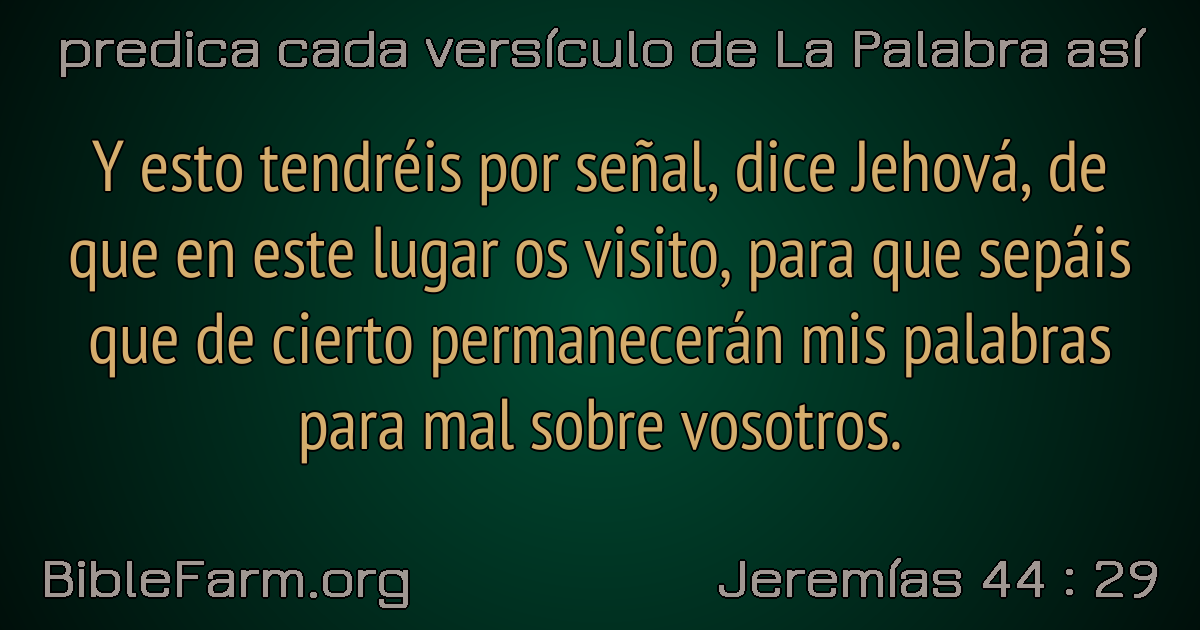 predica cada versículo de La Palabra así
Y esto tendréis por señal, dice Jehová, de
que en este lugar os visito, para que sepáis
que de cierto permanecerán mis palabras
para mal sobre vosotros.
BibleFarm.org
Jeremías 44 : 29